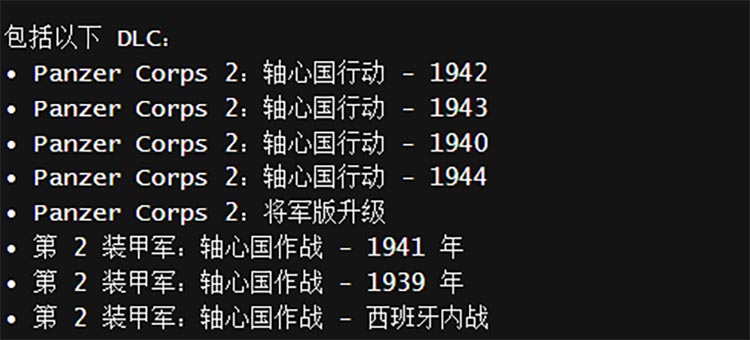 包括以下 DLC：
• Panzer Corps 2：轴心国行动 – 1942
• Panzer Corps 2：轴心国行动 – 1943
• Panzer Corps 2：轴心国行动 – 1940
• Panzer Corps 2：轴心国行动 – 1944
• Panzer Corps 2：将军版升级
• 第 2 装甲军：轴心国作战 – 1941 年
• 第 2 装甲军：轴心国作战 – 1939 年
• 第 2 装甲军：轴心国作战 – 西班牙内战